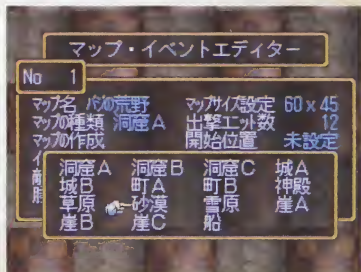 マップ・イベントエディター
No 1
マップ名 バジの荒野 マップサイズ設定 60×45
マップの種類 洞窟A 出撃ユニット数 12
マップの作成 開始位置 未設定
洞窟A 洞窟B 洞窟C 城A
城B 町A 町B 神殿
草原 砂漠 雪原 崖A
崖B 崖C 船